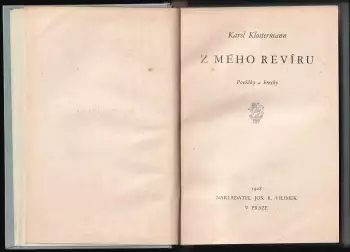 Karel Klostermann
Z MÉHO REVÍRU
Povídky a kresby
NAKLADATEL JOS. R. VILÍMEK
V PRAZE